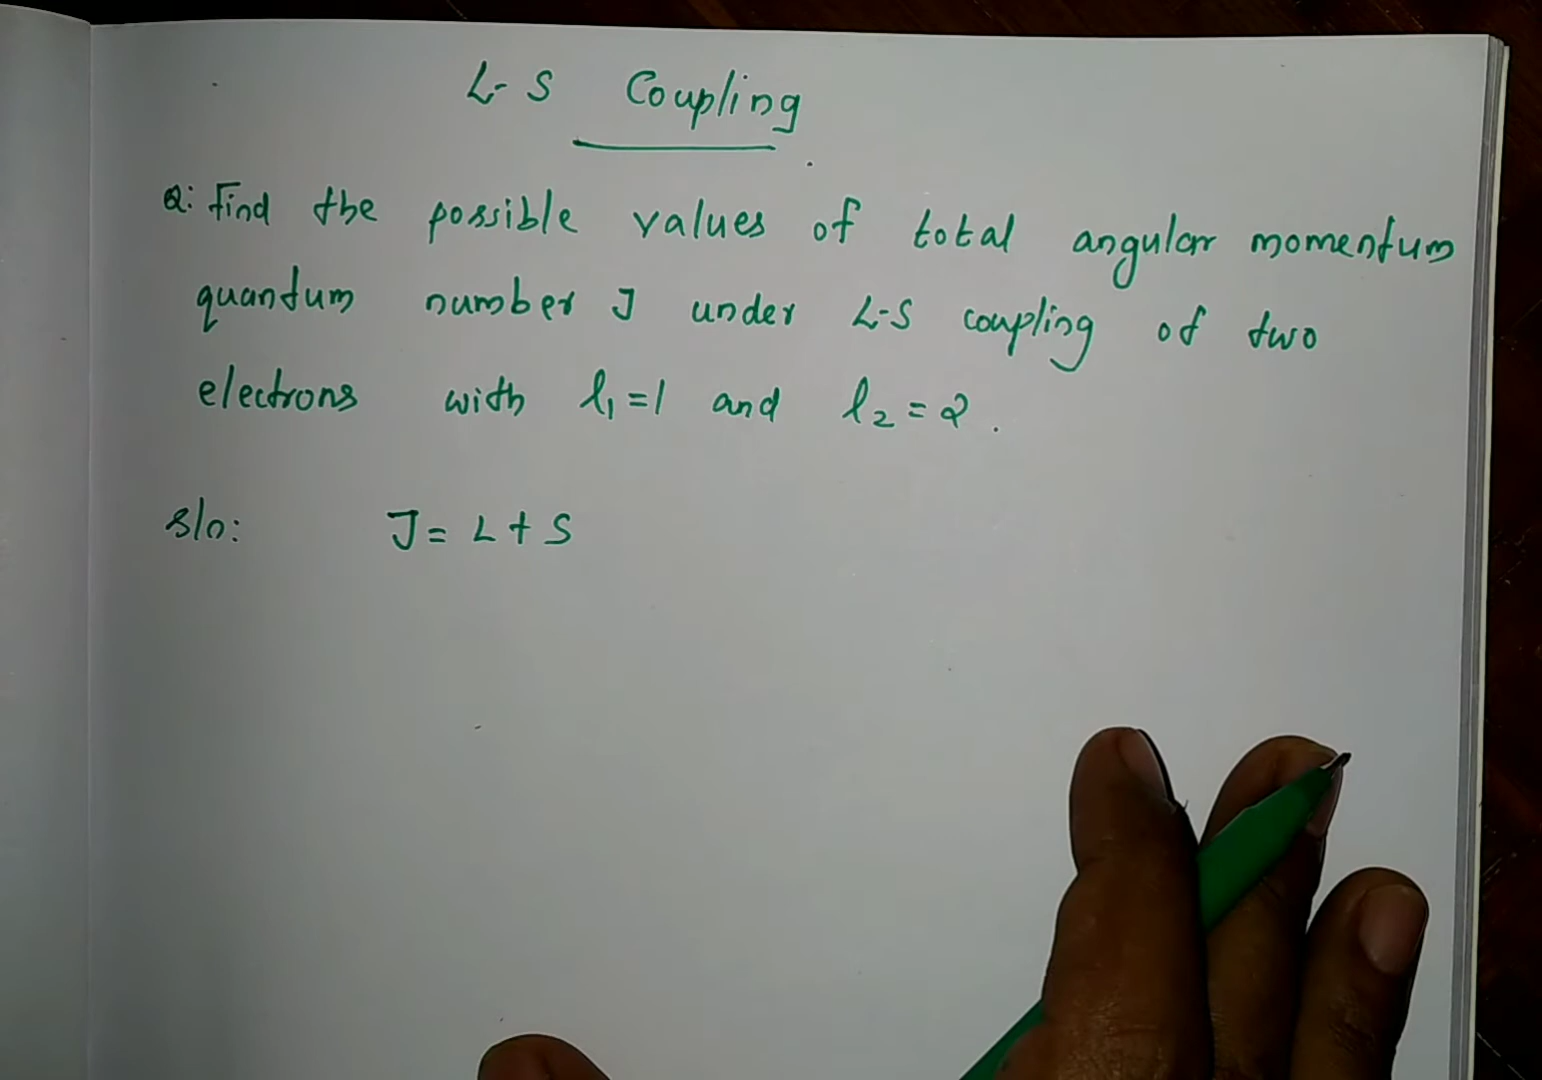 L-S Coupling
Q: Find the possible values of total angular momentum
quantum number J under L-S coupling of two
electrons with l₁=1 and l₂=2.
sln: J= L+S